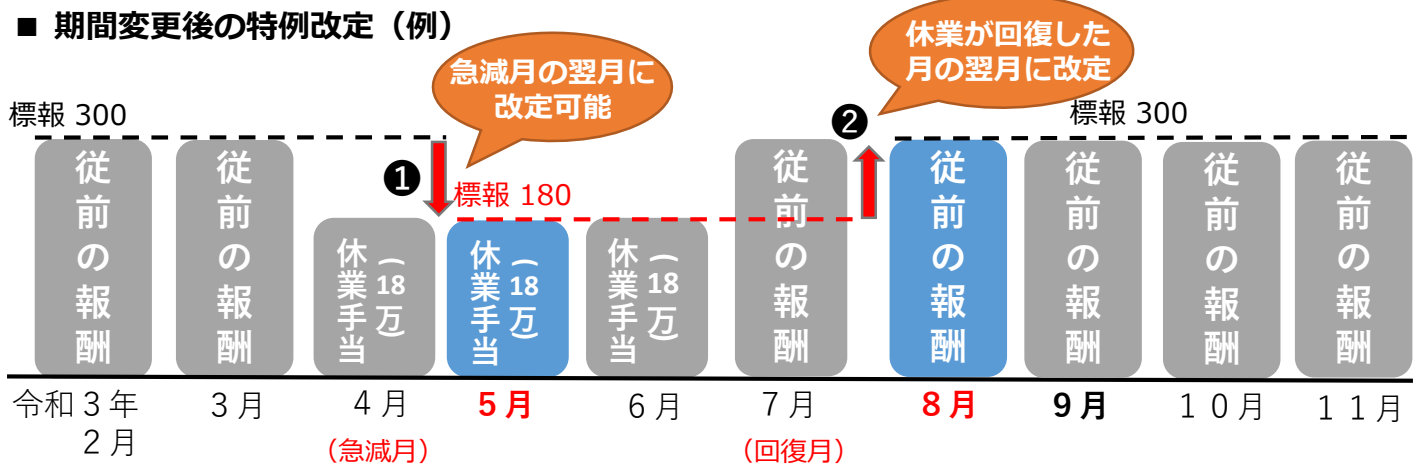 ■ 期間変更後の特例改定（例）
急減月の翌月に
改定可能
休業が回復した
月の翌月に改定
標報 300
❶
標報 180
❷
標報 300
従前の報酬
従前の報酬
休業手当
（18万）
休業手当
（18万）
休業手当
（18万）
従前の報酬
従前の報酬
従前の報酬
従前の報酬
従前の報酬
令和３年
２月
３月
４月
（急減月）
５月
６月
７月
（回復月）
８月
９月
１０月
１１月